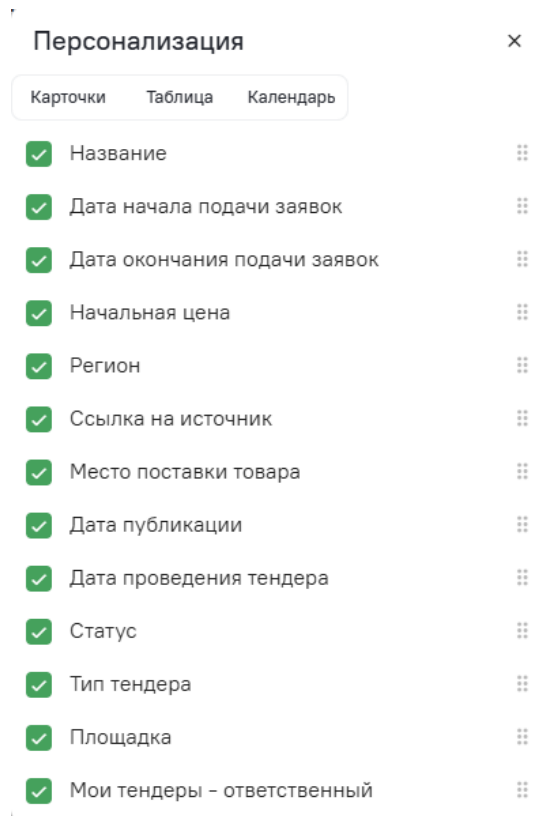 Персонализация
Карточки Таблица Календарь
Название
Дата начала подачи заявок
Дата окончания подачи заявок
Начальная цена
Регион
Ссылка на источник
Место поставки товара
Дата публикации
Дата проведения тендера
Статус
Тип тендера
Площадка
Мои тендеры - ответственный